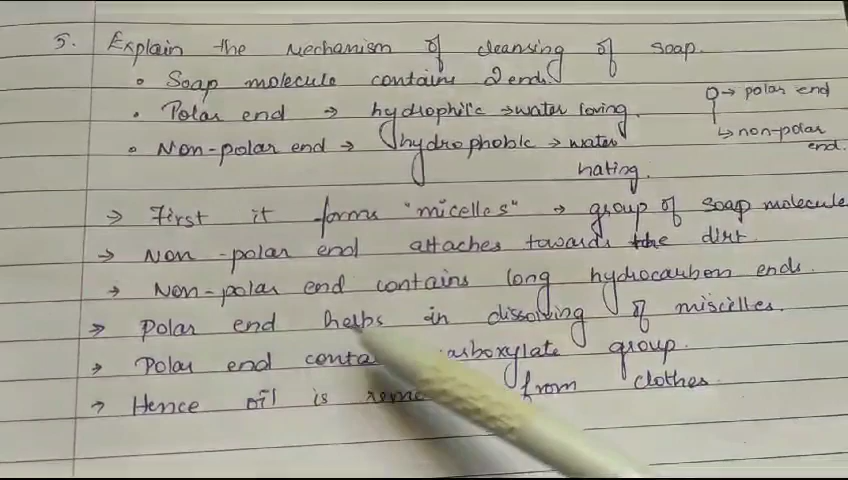 5. Explain the mechanism of cleansing of soap.
• Soap molecule contains 2 ends.
• Polar end → hydrophilic → water loving.
• Non-polar end → hydrophobic → water hating.
→ polar end
↳ non-polar end.
→ First it forms "micelles" → group of soap molecule
→ Non-polar end attaches towards the dirt
→ Non-polar end contains long hydrocarbon ends.
→ Polar end helps in dissolving of miscelles.
→ Polar end group.
→ Hence oil is from clothes.